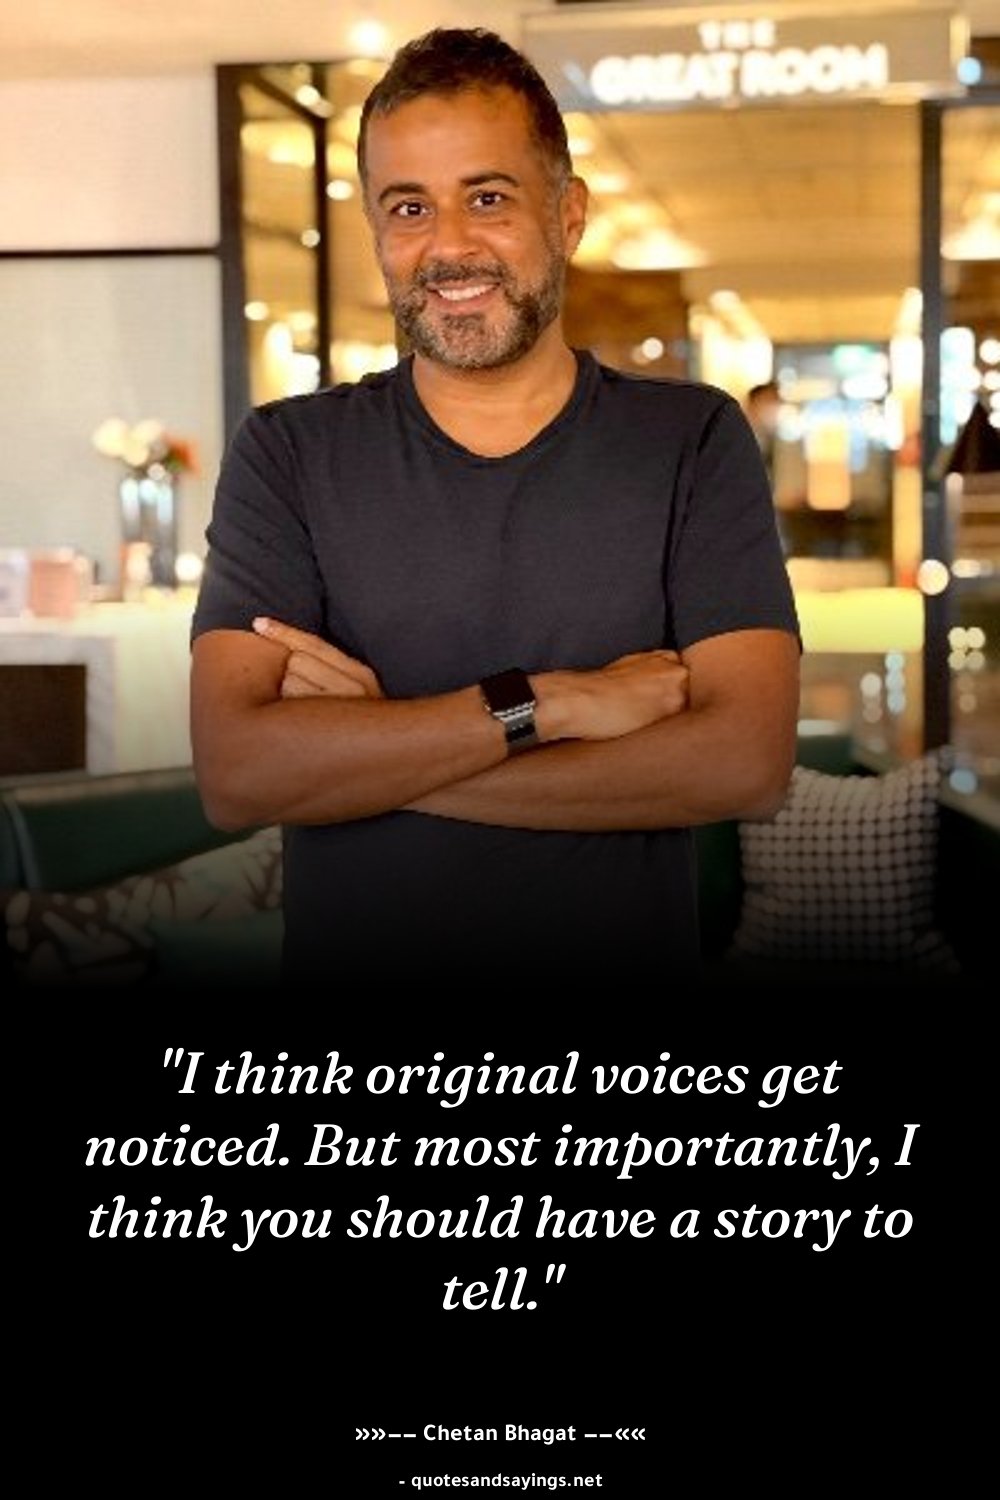 THE
GREAT ROOM
"I think original voices get
noticed. But most importantly, I
think you should have a story to
tell."
»»−− Chetan Bhagat −−««
- quotesandsayings.net